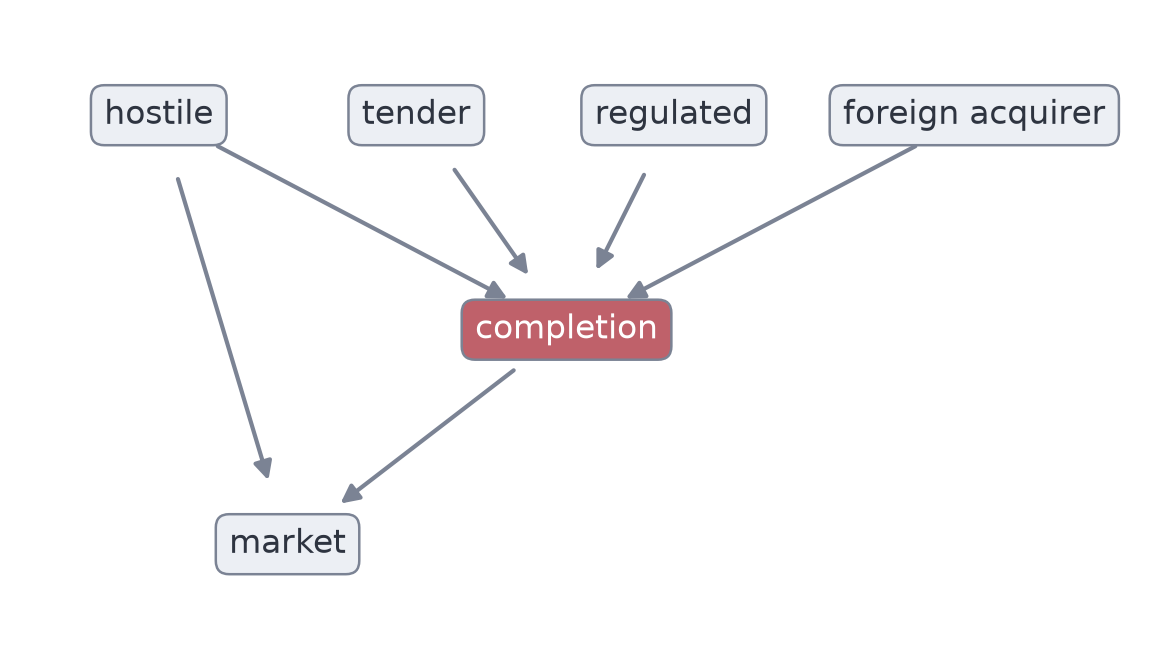 hostile
tender
regulated
foreign acquirer
completion
market